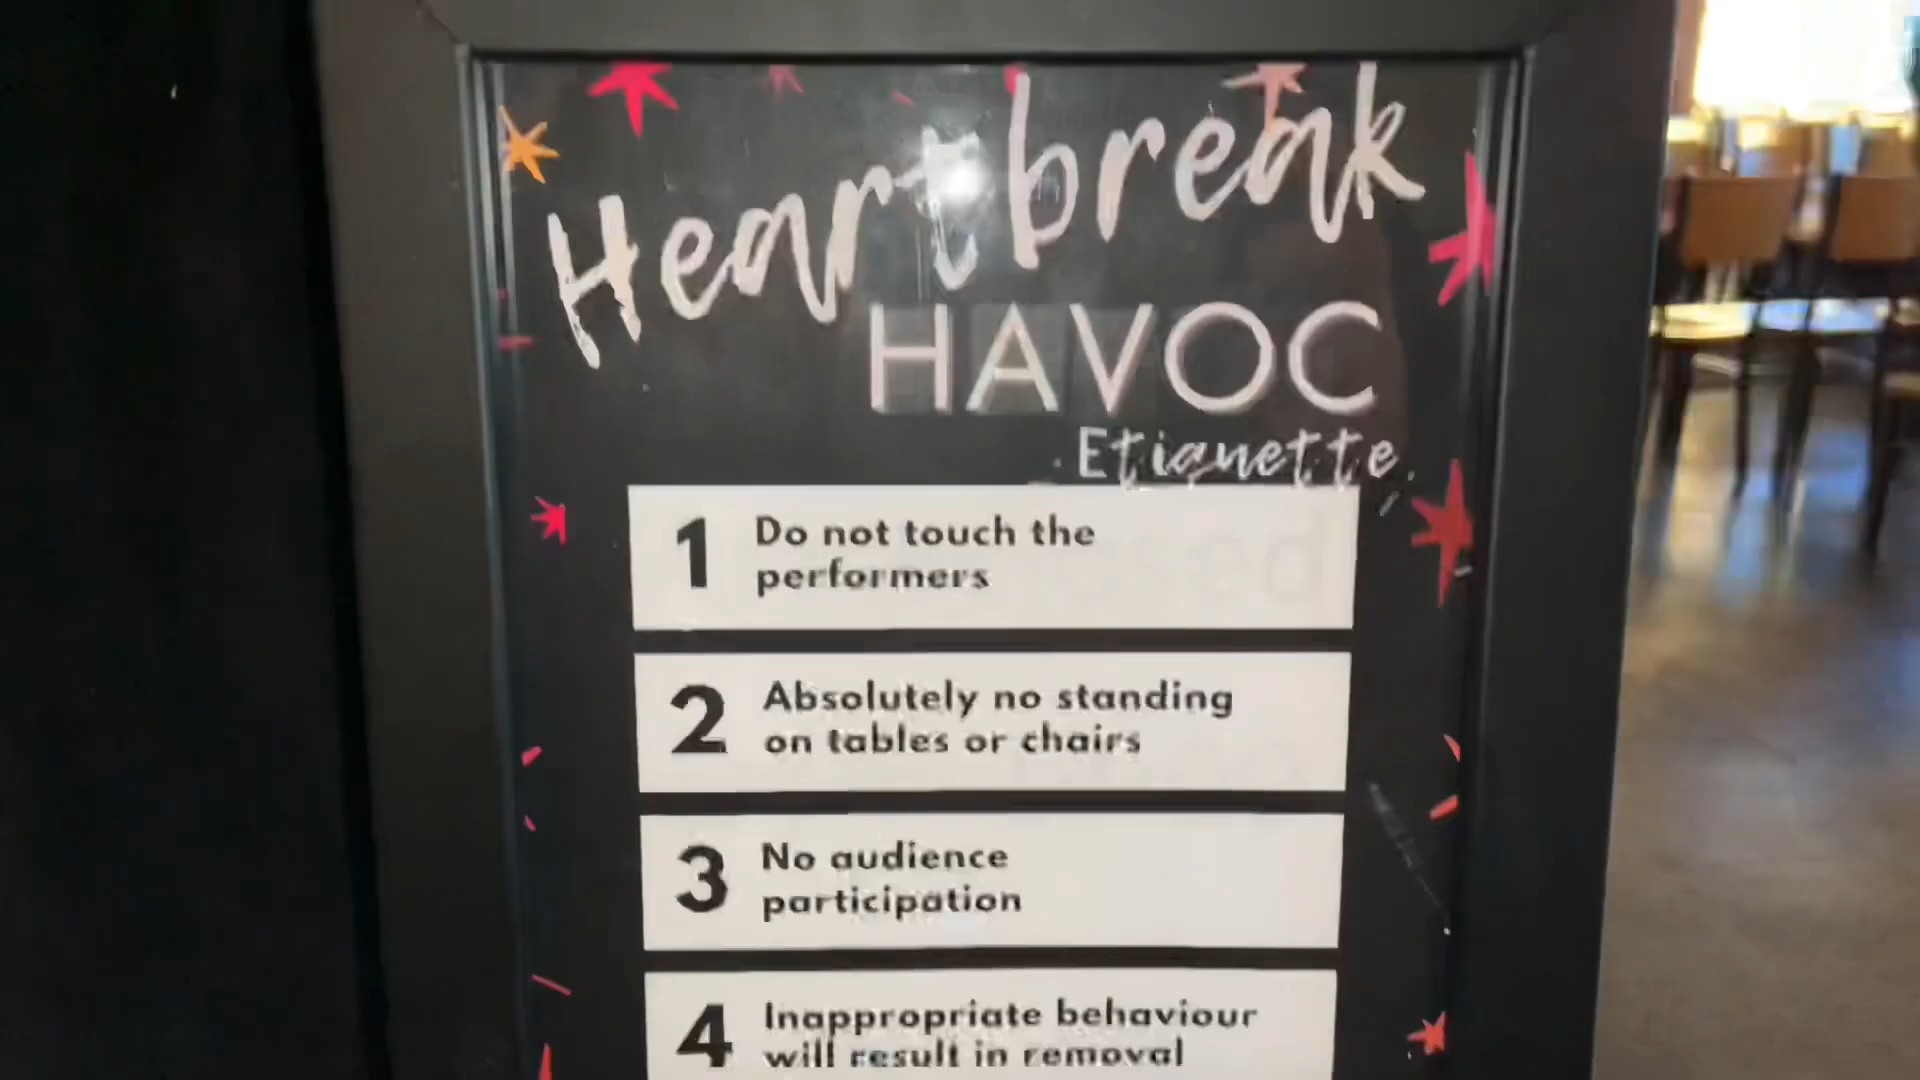 Heartbreak
HAVOC
Etiquette
1 Do not touch the
performers
2 Absolutely no standing
on tables or chairs
3 No audience
participation
4 Inappropriate behaviour
will result in removal